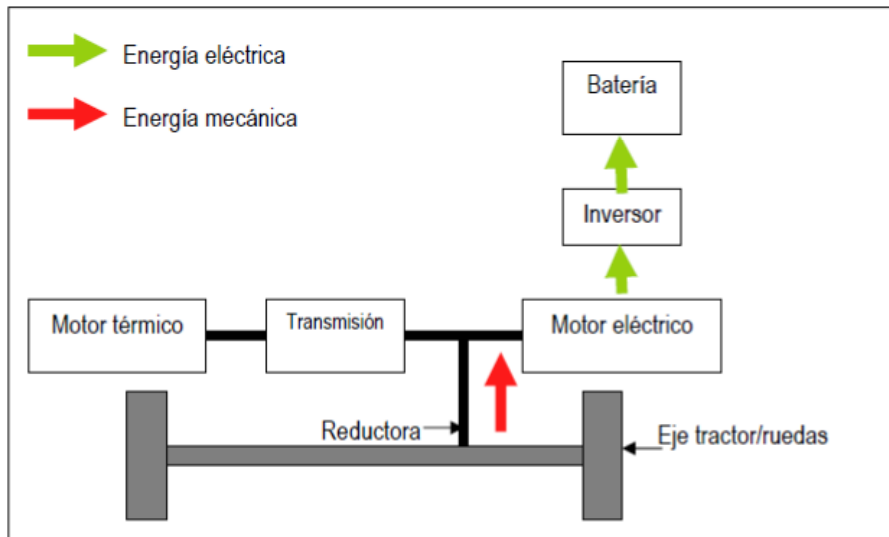 Energía eléctrica
Energía mecánica
Batería
Inversor
Motor térmico
Transmisión
Motor eléctrico
Reductora
Eje tractor/ruedas